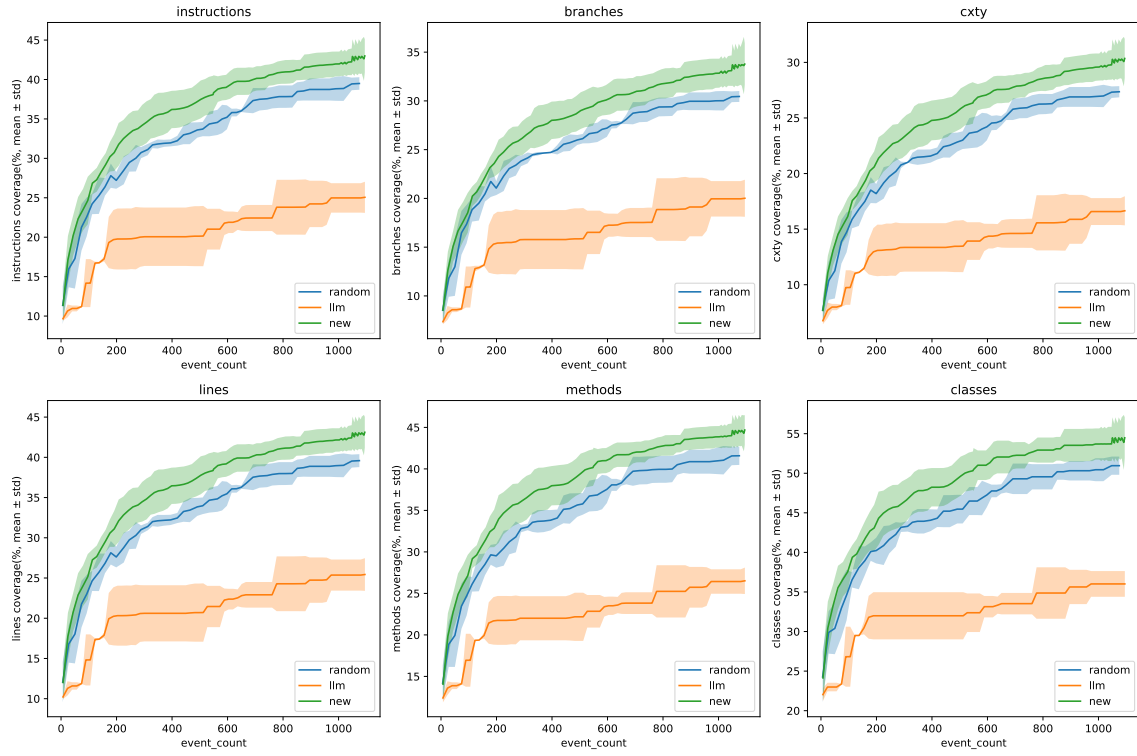 instructions
45
40
35
30
25
20
15
10
instructions coverage(%, mean ± std)
0 200 400 600 800 1000
event_count
random
llm
new
branches
35
30
25
20
15
10
branches coverage(%, mean ± std)
0 200 400 600 800 1000
event_count
random
llm
new
cxty
30
25
20
15
10
cxty coverage(%, mean ± std)
0 200 400 600 800 1000
event_count
random
llm
new
lines
45
40
35
30
25
20
15
10
lines coverage(%, mean ± std)
0 200 400 600 800 1000
event_count
random
llm
new
methods
45
40
35
30
25
20
15
methods coverage(%, mean ± std)
0 200 400 600 800 1000
event_count
random
llm
new
classes
55
50
45
40
35
30
25
20
classes coverage(%, mean ± std)
0 200 400 600 800 1000
event_count
random
llm
new